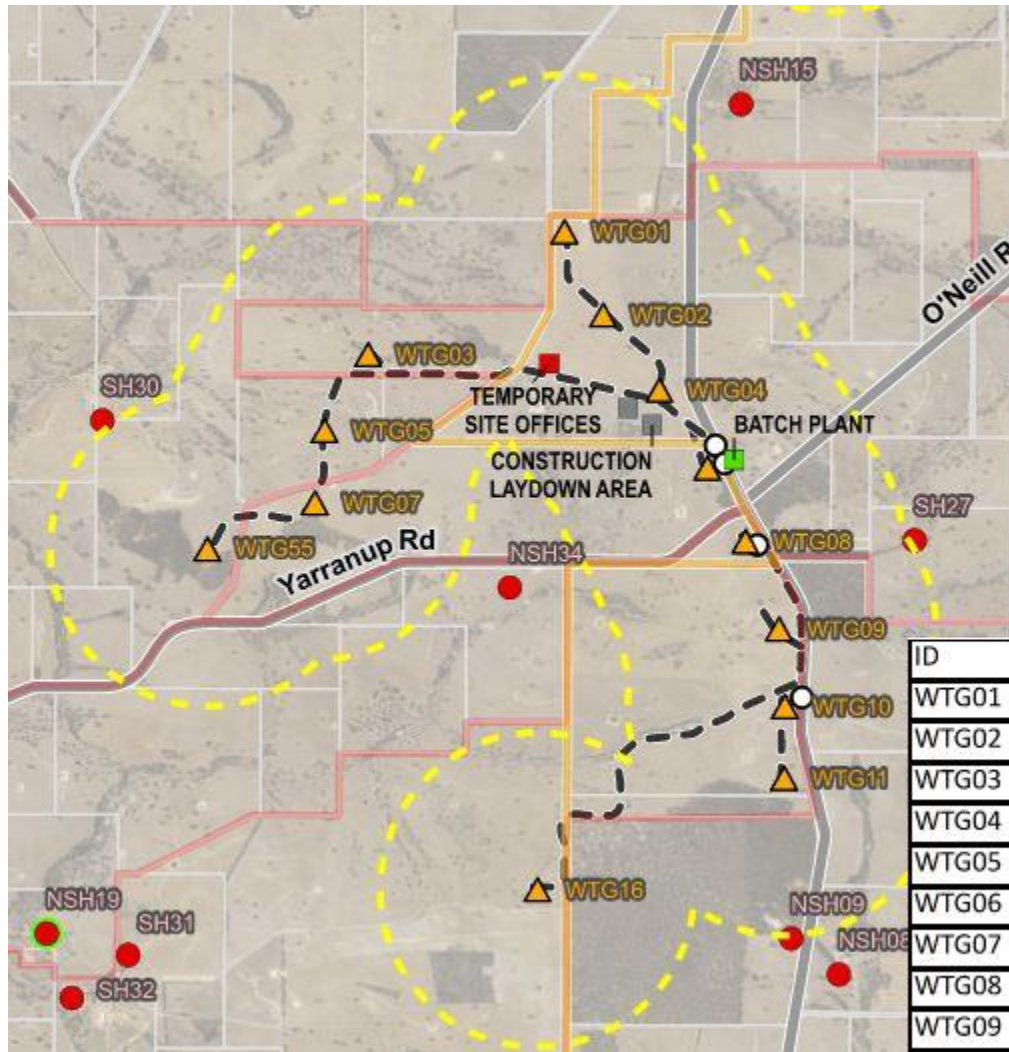 NSH15
WTG01
O'Neill R
WTG02
WTG03
SH30
WTG04
TEMPORARY
SITE OFFICES
WTG05
BATCH PLANT
CONSTRUCTION
LAYDOWN AREA
WTG07
SH27
WTG55
Yarranup Rd
NSH34
WTG08
WTG09
WTG10
WTG11
WTG16
NSH19
SH31
SH32
NSH09
NSH08
ID
WTG01
WTG02
WTG03
WTG04
WTG05
WTG06
WTG07
WTG08
WTG09